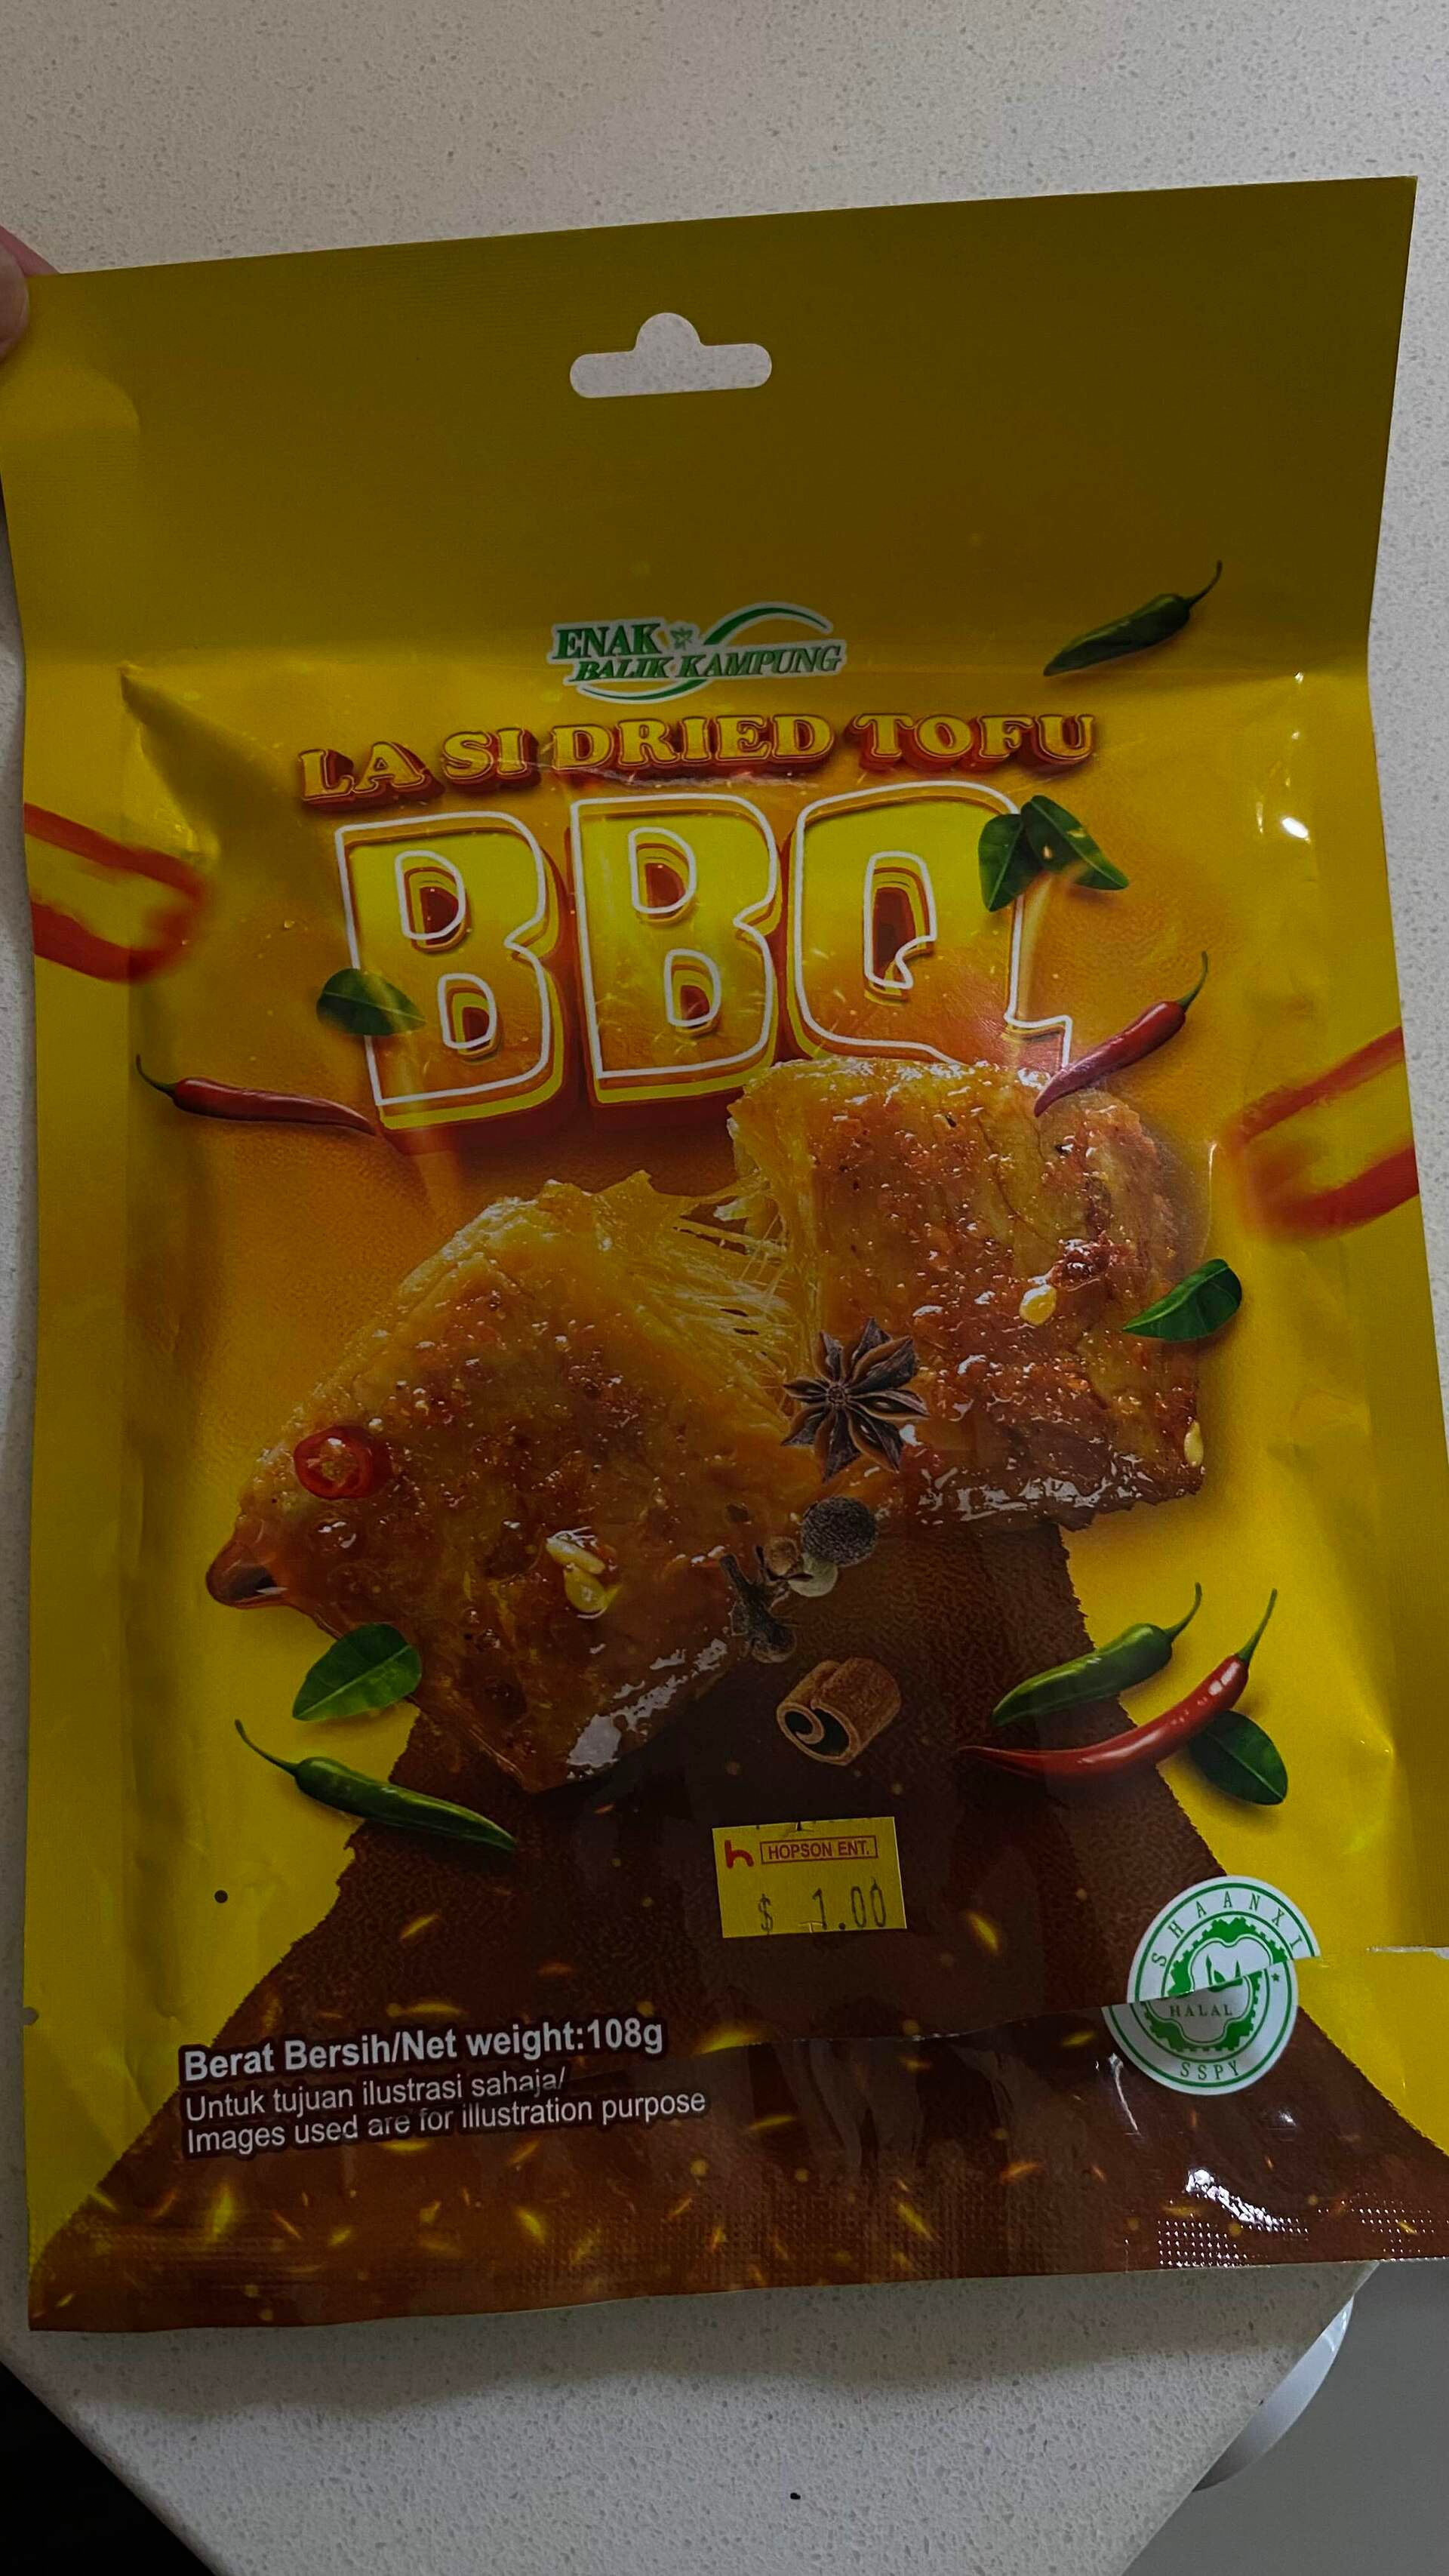 ENAK
BALIK KAMPUNG
LA SI DRIED TOFU
BBQ
h HOPSON ENT.
$ 1.00
SHAANXI
HALAL
SSPY
Berat Bersih/Net weight:108g
Untuk tujuan ilustrasi sahaja/
Images used are for illustration purpose